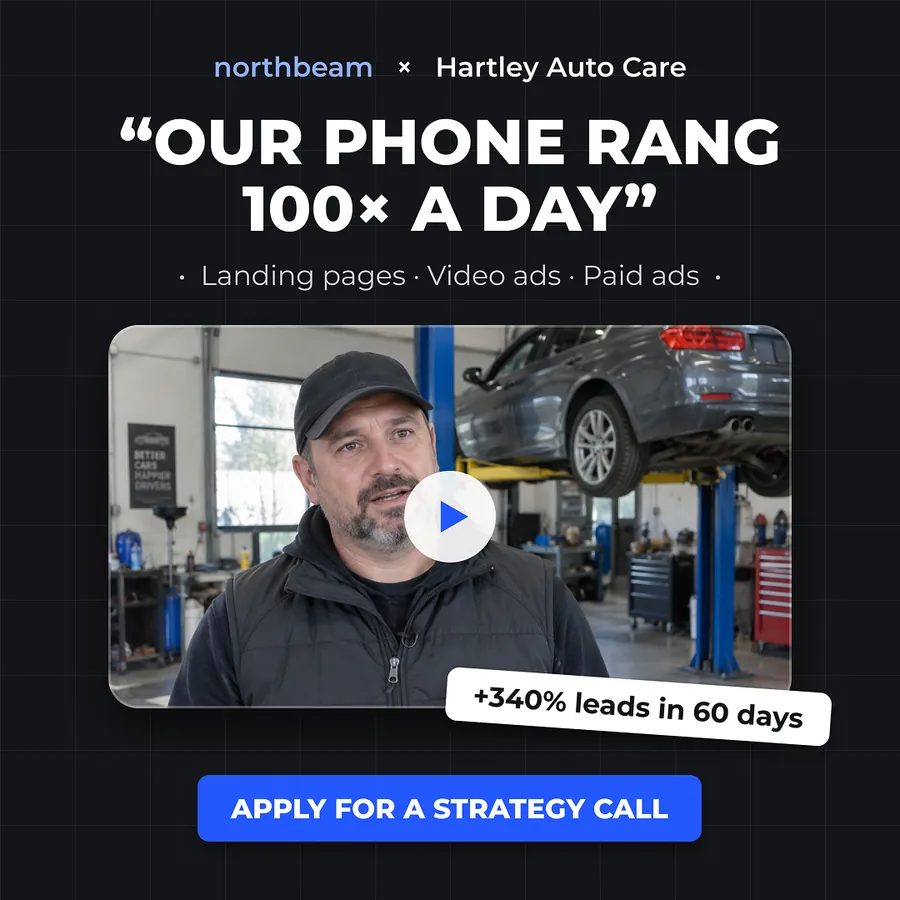 northbeam × Hartley Auto Care
“OUR PHONE RANG
100× A DAY”
• Landing pages · Video ads · Paid ads •
BETTER
CARS
HAPPIER
DRIVERS
+340% leads in 60 days
APPLY FOR A STRATEGY CALL